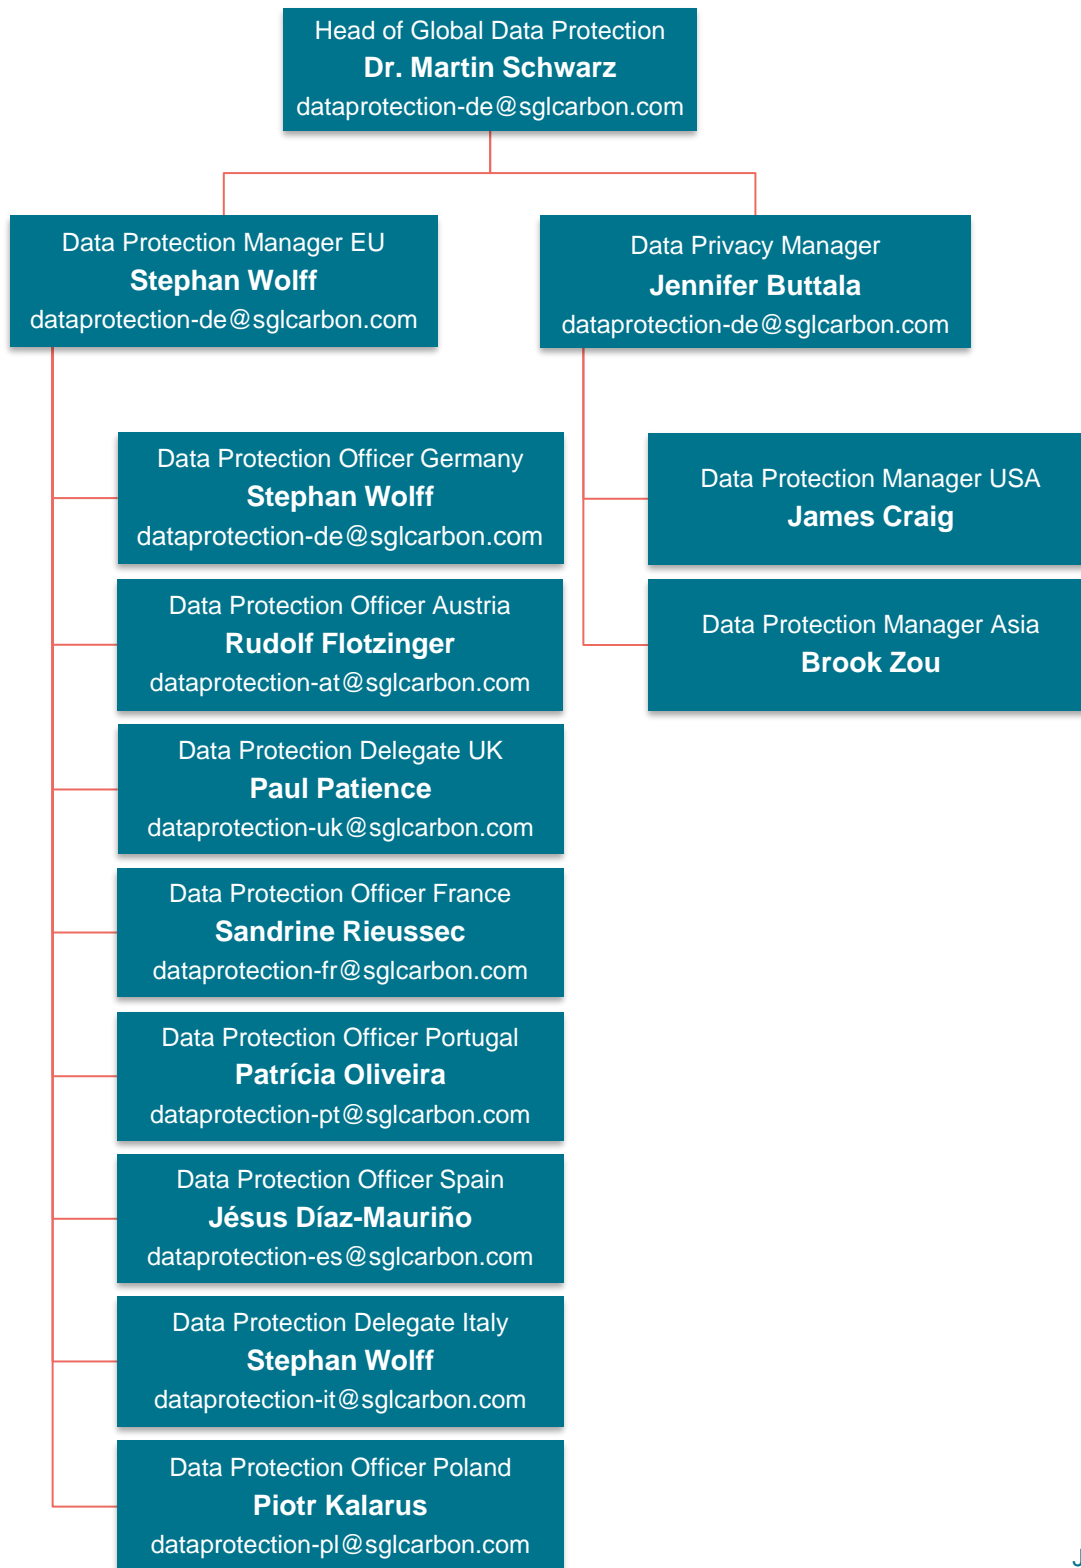 Head of Global Data Protection
Dr. Martin Schwarz
dataprotection-de@sglcarbon.com
Data Protection Manager EU
Stephan Wolff
dataprotection-de@sglcarbon.com
Data Privacy Manager
Jennifer Buttala
dataprotection-de@sglcarbon.com
Data Protection Officer Germany
Stephan Wolff
dataprotection-de@sglcarbon.com
Data Protection Officer Austria
Rudolf Flotzinger
dataprotection-at@sglcarbon.com
Data Protection Delegate UK
Paul Patience
dataprotection-uk@sglcarbon.com
Data Protection Officer France
Sandrine Rieussec
dataprotection-fr@sglcarbon.com
Data Protection Officer Portugal
Patrícia Oliveira
dataprotection-pt@sglcarbon.com
Data Protection Officer Spain
Jésus Díaz-Mauriño
dataprotection-es@sglcarbon.com
Data Protection Delegate Italy
Stephan Wolff
dataprotection-it@sglcarbon.com
Data Protection Officer Poland
Piotr Kalarus
dataprotection-pl@sglcarbon.com
Data Protection Manager USA
James Craig
Data Protection Manager Asia
Brook Zou